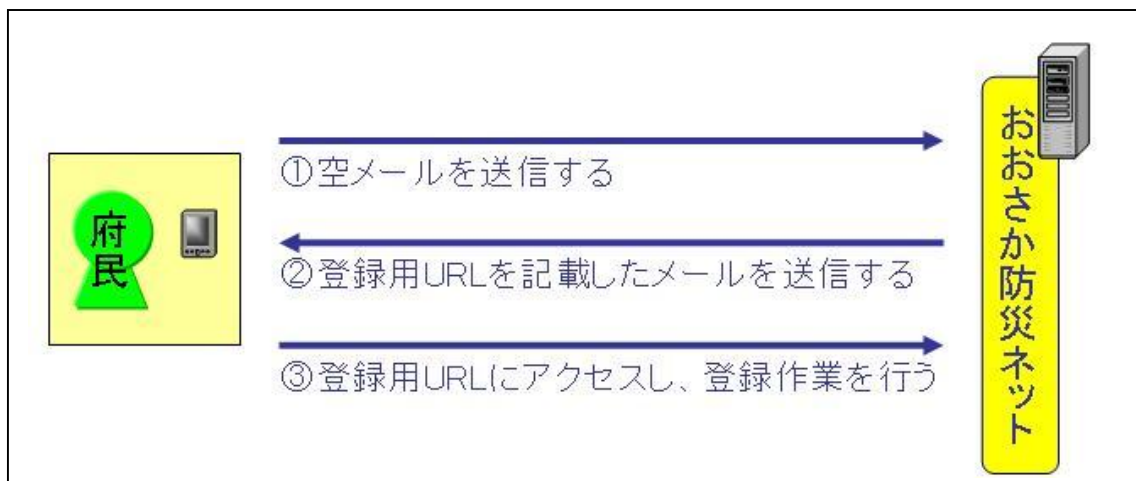 府民
①空メールを送信する
②登録用URLを記載したメールを送信する
③登録用URLにアクセスし、登録作業を行う
おおさか防災ネット